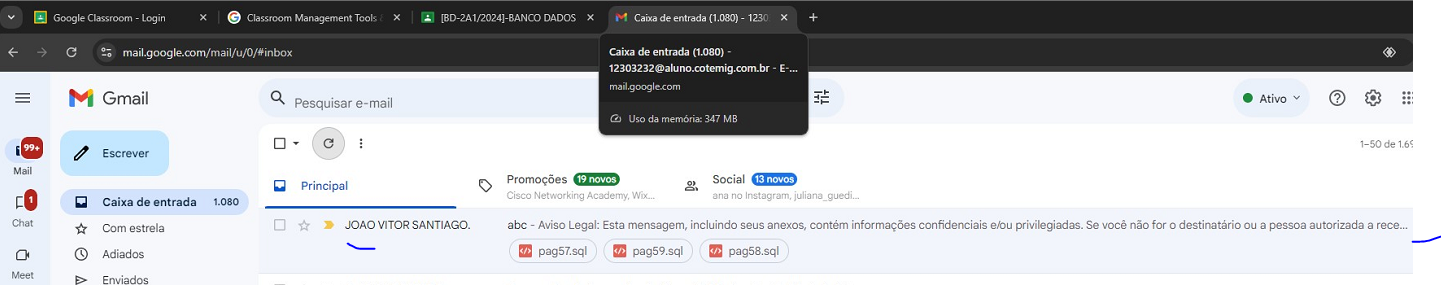 Google Classroom - Login
Classroom Management Tools &
[BD-2A1/2024]-BANCO DADOS
Caixa de entrada (1.080) - 1230
mail.google.com/mail/u/0/#inbox
Caixa de entrada (1.080) -
12303232@aluno.cotemig.com.br - E-...
mail.google.com
Uso da memória: 347 MB
Gmail
Pesquisar e-mail
Ativo
99+
Mail
Escrever
1–50 de 1.69
1
Chat
Meet
Caixa de entrada 1.080
Com estrela
Adiados
Enviados
Principal
Promoções 19 novos
Cisco Networking Academy, Wix...
Social 13 novos
ana no Instagram, juliana_guedi...
JOAO VITOR SANTIAGO.
abc - Aviso Legal: Esta mensagem, incluindo seus anexos, contém informações confidenciais e/ou privilegiadas. Se você não for o destinatário ou a pessoa autorizada a rece...
pag57.sql pag59.sql pag58.sql